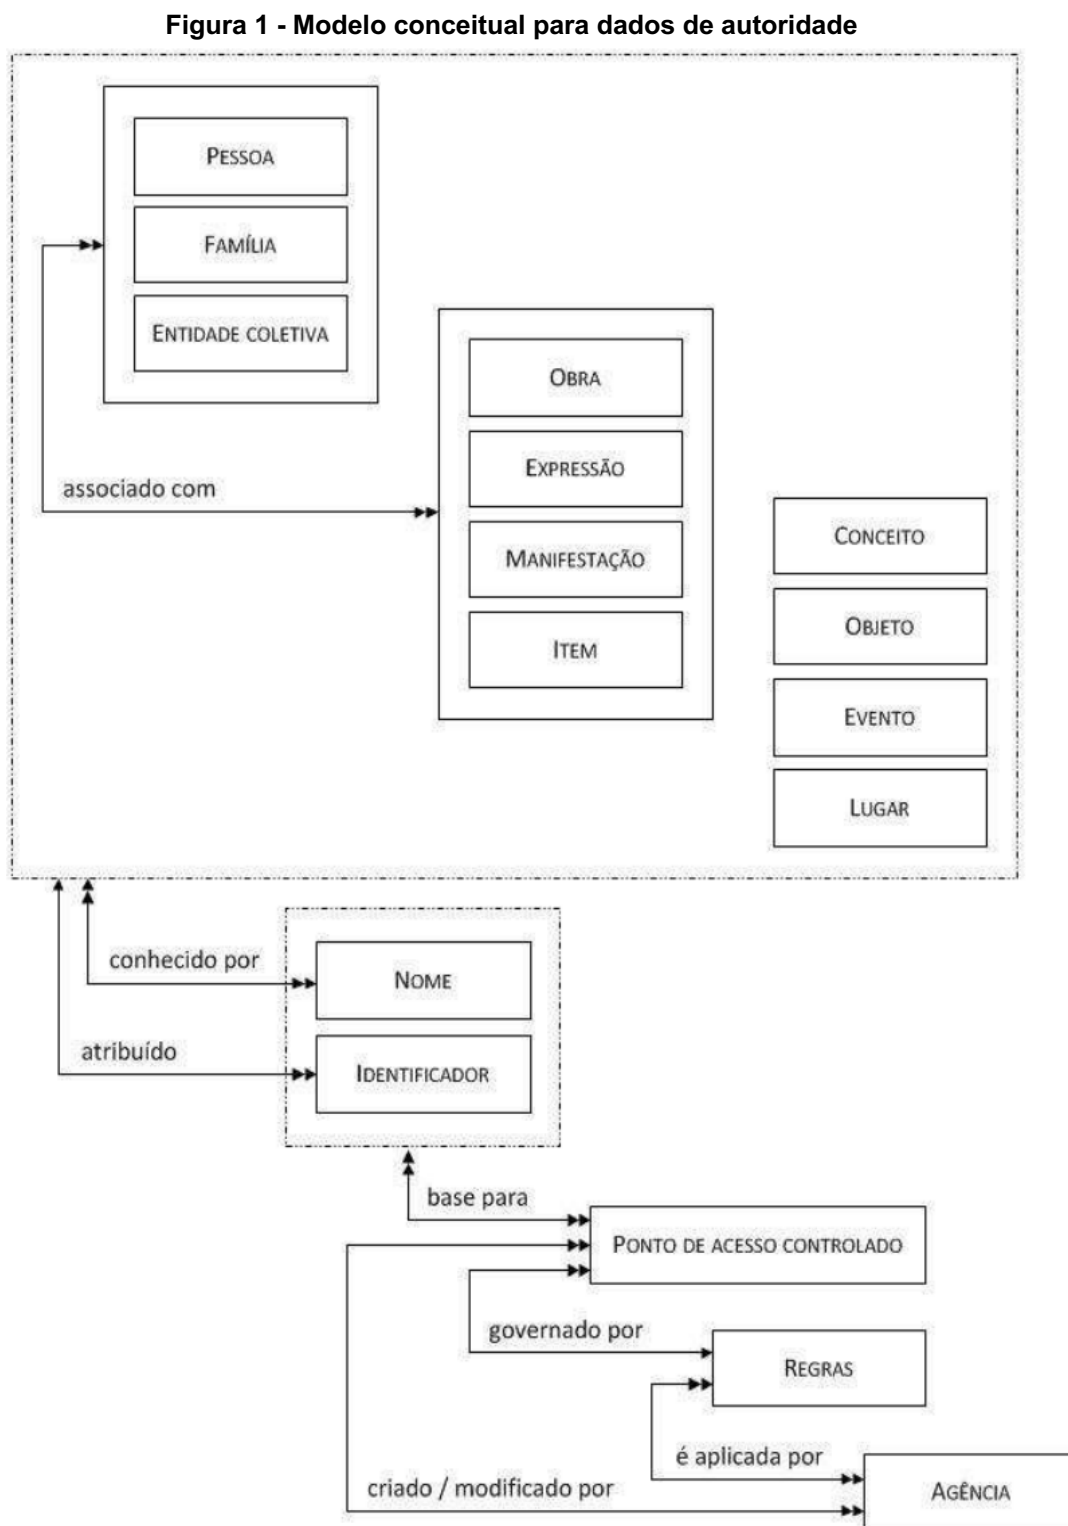 Figura 1 - Modelo conceitual para dados de autoridade
PESSOA
FAMÍLIA
ENTIDADE COLETIVA
associado com
OBRA
EXPRESSÃO
MANIFESTAÇÃO
ITEM
CONCEITO
OBJETO
EVENTO
LUGAR
conhecido por
NOME
atribuído
IDENTIFICADOR
base para
PONTO DE ACESSO CONTROLADO
governado por
REGRAS
é aplicada por
criado / modificado por
AGÊNCIA